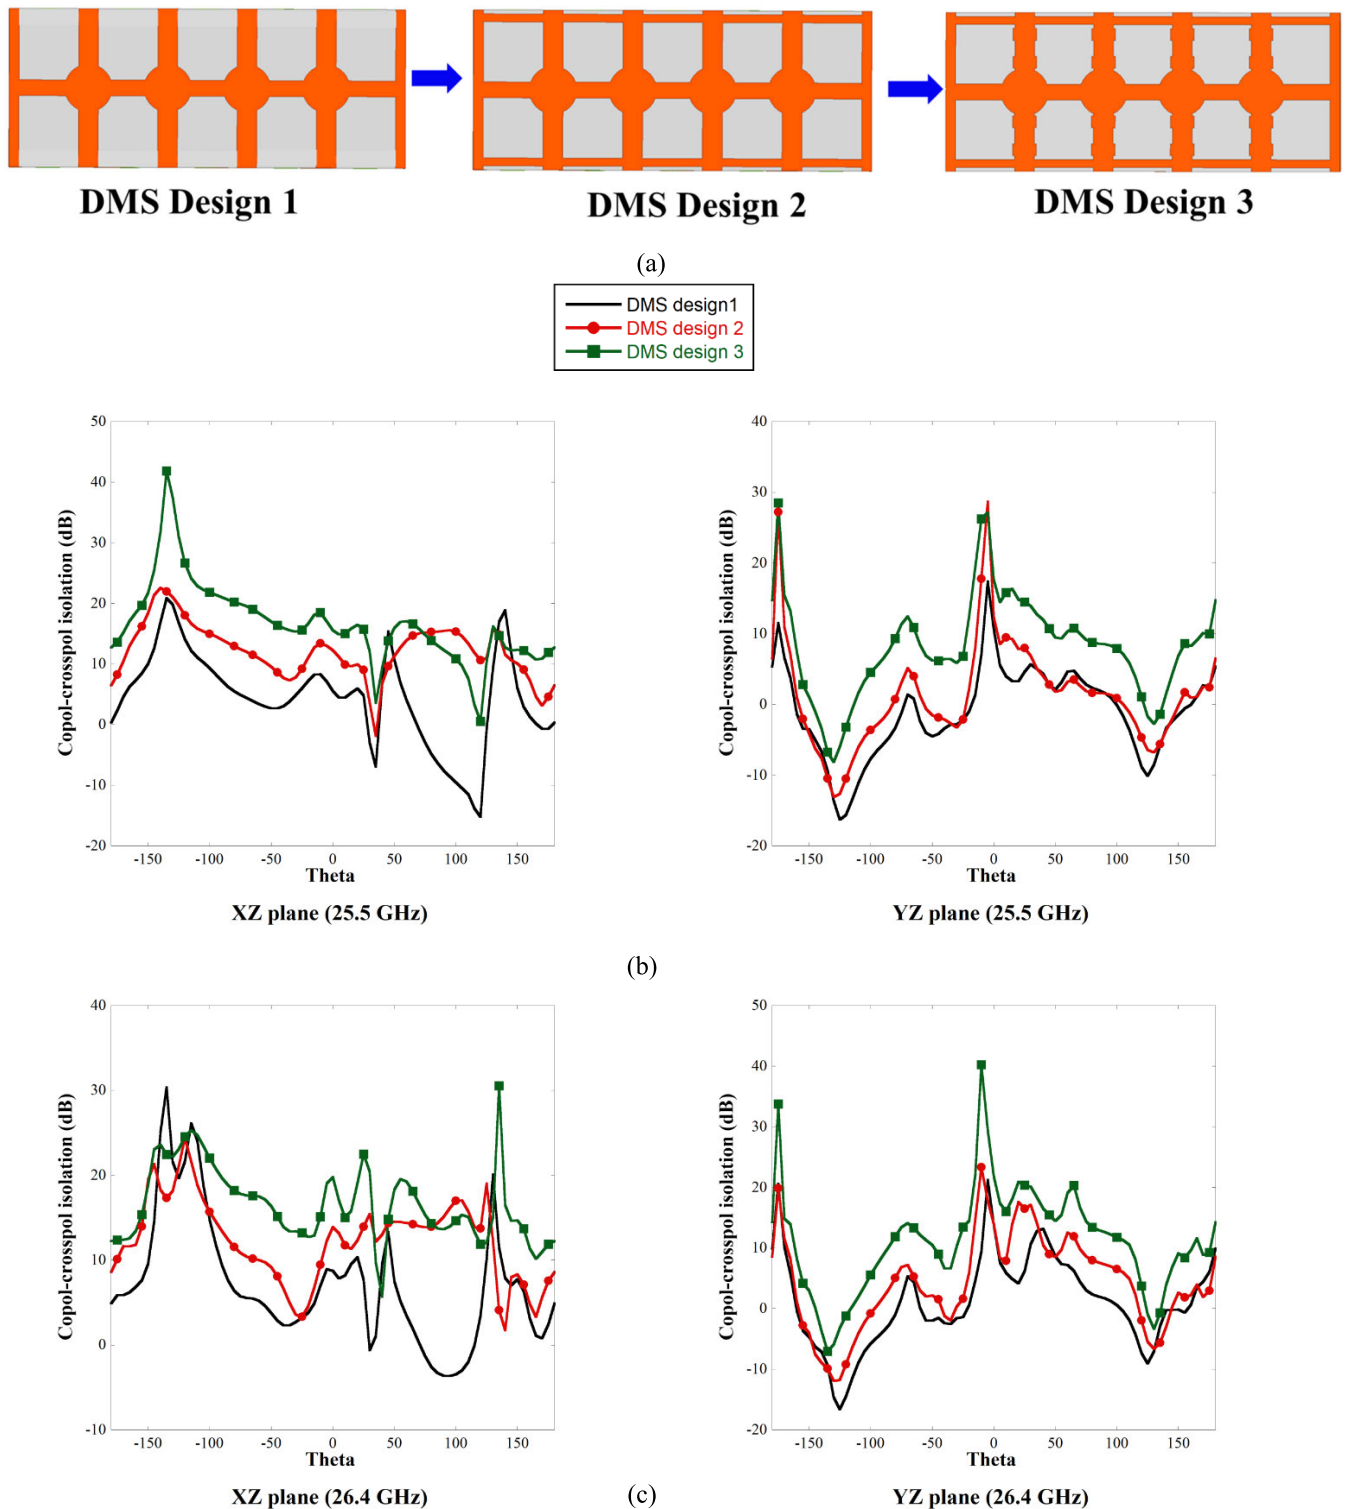 DMS Design 1
DMS Design 2
DMS Design 3
(a)
DMS design1
DMS design 2
DMS design 3
50
40
30
20
10
0
-10
-20
Copol-crosspol isolation (dB)
-150 -100 -50 0 50 100 150
Theta
XZ plane (25.5 GHz)
40
30
20
10
0
-10
-20
Copol-crosspol isolation (dB)
-150 -100 -50 0 50 100 150
Theta
YZ plane (25.5 GHz)
(b)
40
30
20
10
0
-10
Copol-crosspol isolation (dB)
-150 -100 -50 0 50 100 150
Theta
XZ plane (26.4 GHz)
50
40
30
20
10
0
-10
-20
Copol-crosspol isolation (dB)
-150 -100 -50 0 50 100 150
Theta
YZ plane (26.4 GHz)
(c)